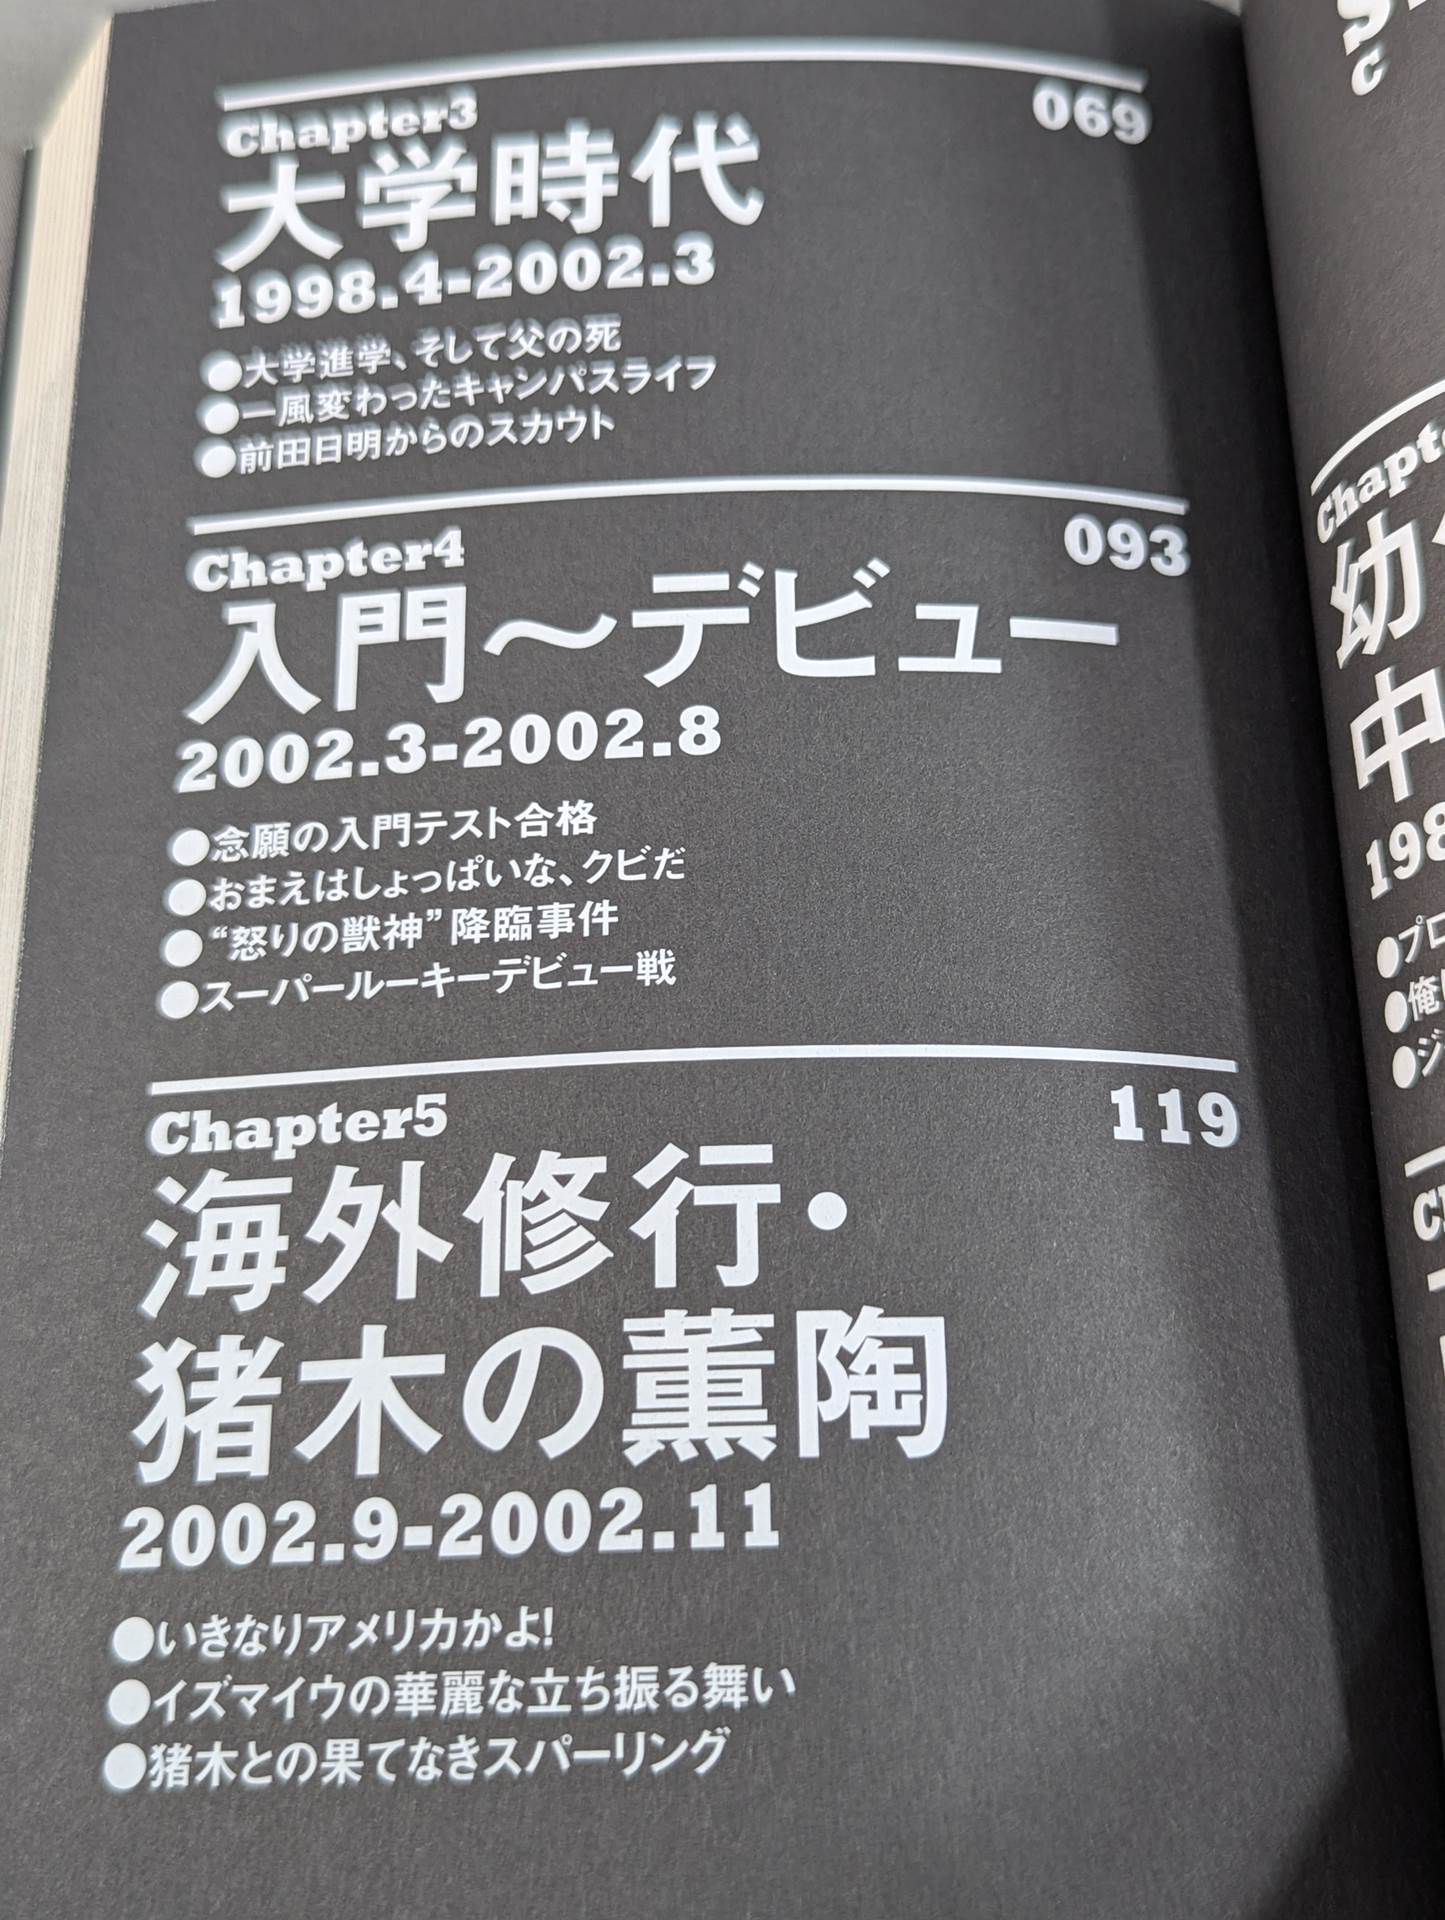 Chapter3
069
大学時代
1998.4-2002.3
●大学進学、そして父の死
●一風変わったキャンパスライフ
●前田日明からのスカウト
Chapter4
093
入門〜デビュー
2002.3-2002.8
●念願の入門テスト合格
●おまえはしょっぱいな、クビだ
●“怒りの獣神”降臨事件
●スーパールーキーデビュー戦
Chapter5
119
海外修行・
猪木の薫陶
2002.9-2002.11
●いきなりアメリカかよ!
●イズマイウの華麗な立ち振る舞い
●猪木との果てなきスパーリング
C
Chapte
幼
中
198
●プロ
●俺
●ジ